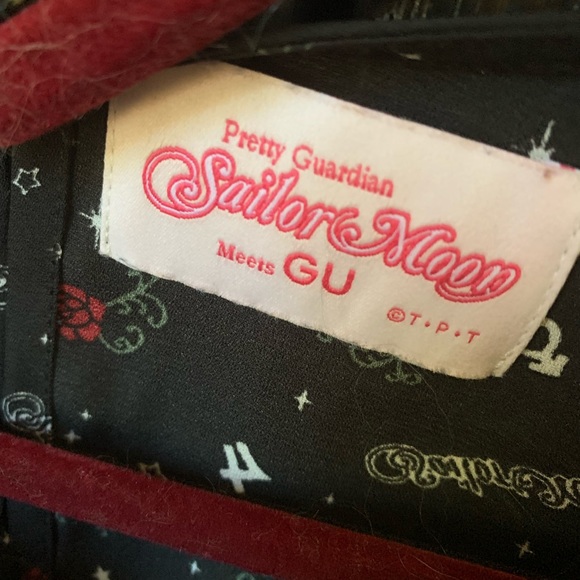 Pretty Guardian
Sailor Moon
Meets GU
©T・P・T